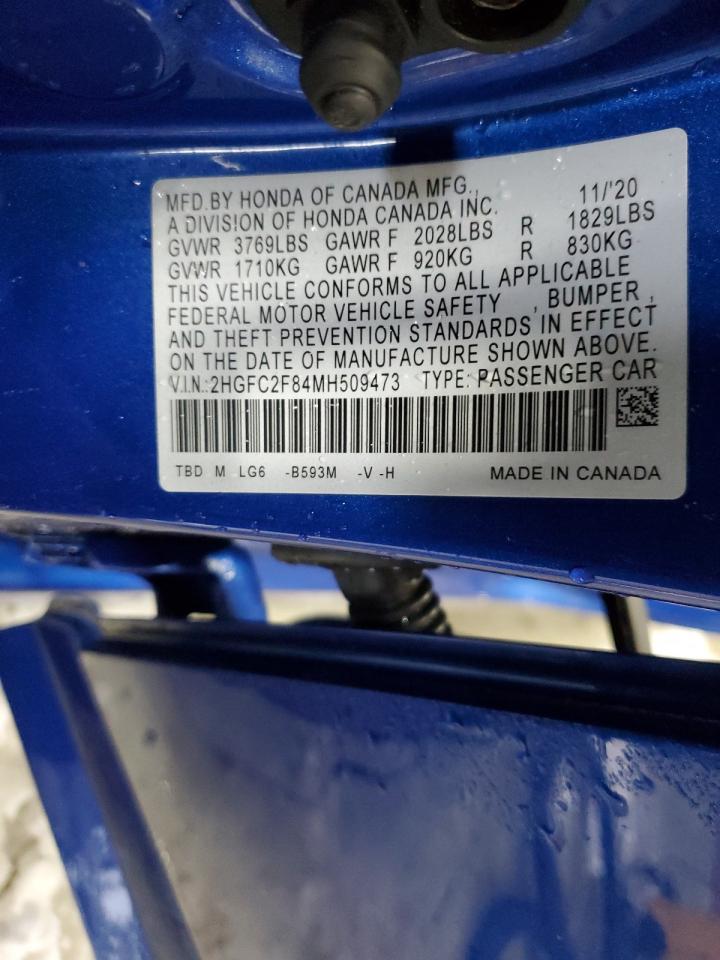 MFD.BY HONDA OF CANADA MFG., 11/'20
A DIVISION OF HONDA CANADA INC.
GVWR 3769LBS GAWR F 2028LBS R 1829LBS
GVWR 1710KG GAWR F 920KG R 830KG
THIS VEHICLE CONFORMS TO ALL APPLICABLE
FEDERAL MOTOR VEHICLE SAFETY , BUMPER ,
AND THEFT PREVENTION STANDARDS IN EFFECT
ON THE DATE OF MANUFACTURE SHOWN ABOVE.
V.I.N.:2HGFC2F84MH509473 TYPE: PASSENGER CAR
TBD M LG6 -B593M -V -H MADE IN CANADA